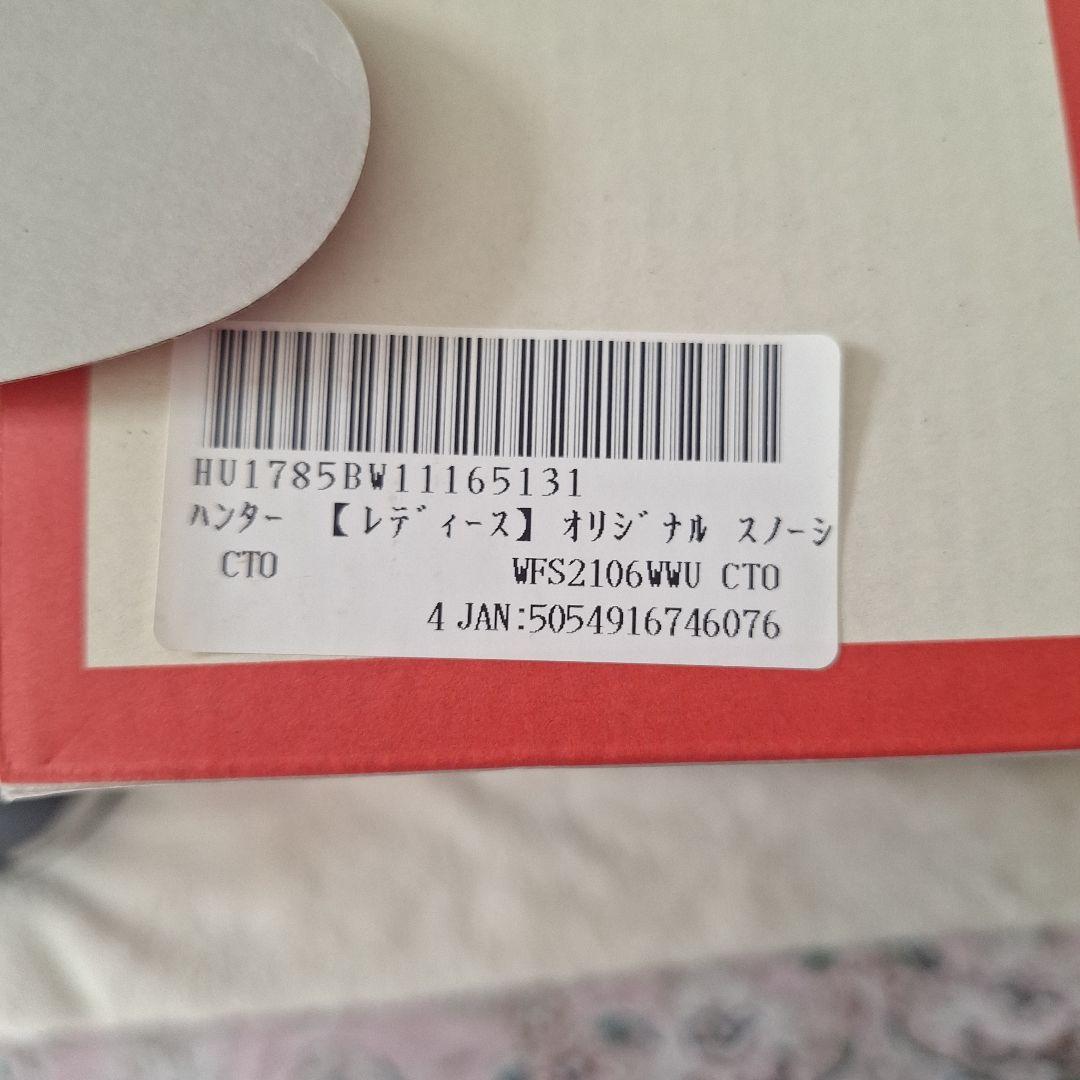 HU1785BW11165131
ﾊﾝﾀｰ 【ﾚﾃﾞｨｰｽ】 ｵﾘｼﾞﾅﾙ ｽﾉｰｼ
CTO WFS2106WWU CTO
4 JAN:5054916746076